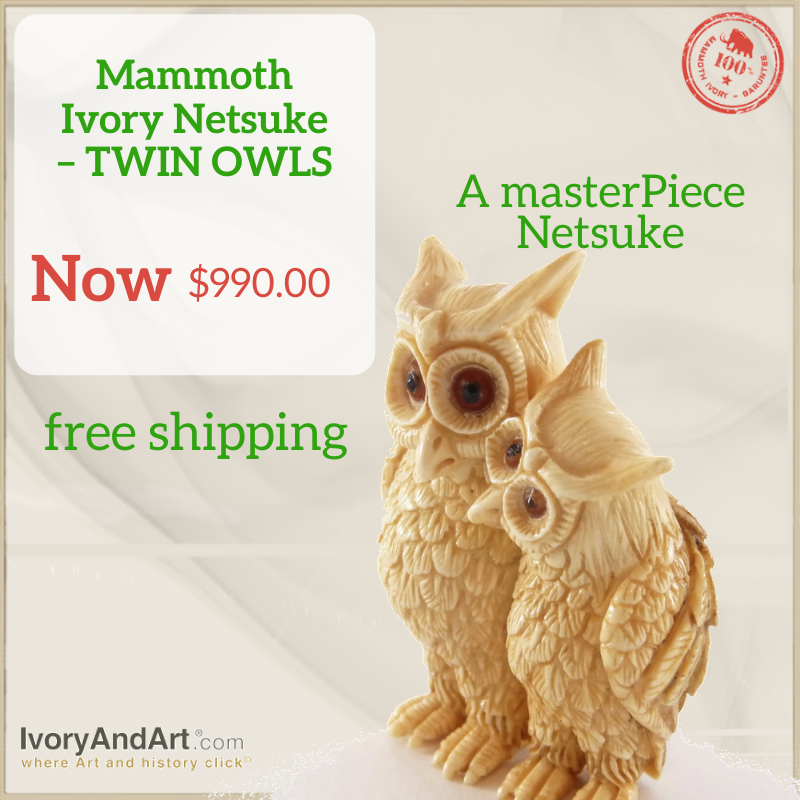 Mammoth
Ivory Netsuke
– TWIN OWLS
Now $990.00
free shipping
A masterPiece
Netsuke
100%
MAMMOTH IVORY - GARUNTEE
IvoryAndArt®.com
where Art and history click©